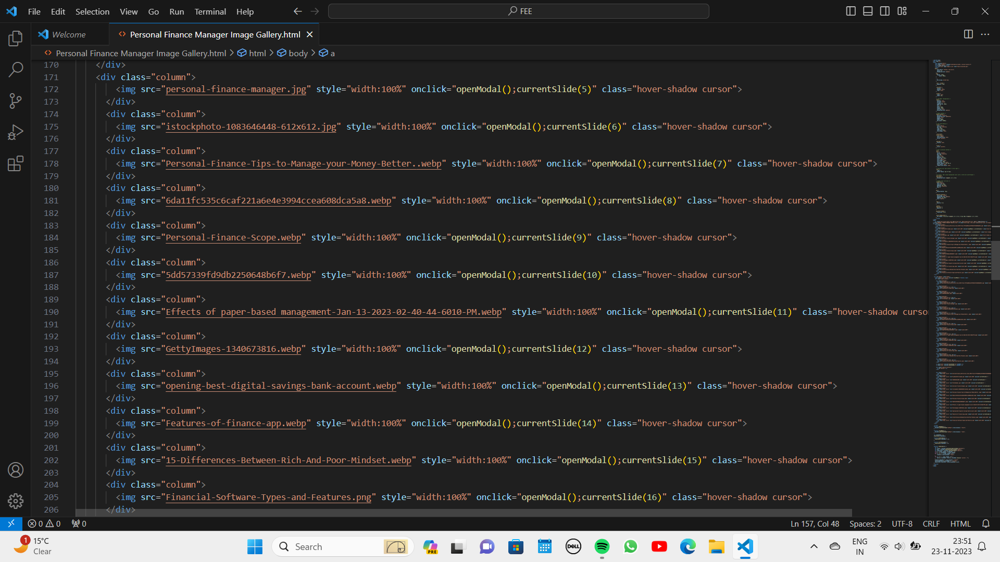 File Edit Selection View Go Run Terminal Help
FEE
Welcome
Personal Finance Manager Image Gallery.html
Personal Finance Manager Image Gallery.html > html > body > a
170 </div>
171 <div class="column">
172 <img src="personal-finance-manager.jpg" style="width:100%" onclick="openModal();currentSlide(5)" class="hover-shadow cursor">
173 </div>
174 <div class="column">
175 <img src="istockphoto-1083646448-612x612.jpg" style="width:100%" onclick="openModal();currentSlide(6)" class="hover-shadow cursor">
176 </div>
177 <div class="column">
178 <img src="Personal-Finance-Tips-to-Manage-your-Money-Better..webp" style="width:100%" onclick="openModal();currentSlide(7)" class="hover-shadow cursor">
179 </div>
180 <div class="column">
181 <img src="6da11fc535c6caf221a6e4e3994ccea608dca5a8.webp" style="width:100%" onclick="openModal();currentSlide(8)" class="hover-shadow cursor">
182 </div>
183 <div class="column">
184 <img src="Personal-Finance-Scope.webp" style="width:100%" onclick="openModal();currentSlide(9)" class="hover-shadow cursor">
185 </div>
186 <div class="column">
187 <img src="5dd57339fd9db2250648b6f7.webp" style="width:100%" onclick="openModal();currentSlide(10)" class="hover-shadow cursor">
188 </div>
189 <div class="column">
190 <img src="Effects of paper-based management-Jan-13-2023-02-40-44-6010-PM.webp" style="width:100%" onclick="openModal();currentSlide(11)" class="hover-shadow curso
191 </div>
192 <div class="column">
193 <img src="GettyImages-1340673816.webp" style="width:100%" onclick="openModal();currentSlide(12)" class="hover-shadow cursor">
194 </div>
195 <div class="column">
196 <img src="opening-best-digital-savings-bank-account.webp" style="width:100%" onclick="openModal();currentSlide(13)" class="hover-shadow cursor">
197 </div>
198 <div class="column">
199 <img src="Features-of-finance-app.webp" style="width:100%" onclick="openModal();currentSlide(14)" class="hover-shadow cursor">
200 </div>
201 <div class="column">
202 <img src="15-Differences-Between-Rich-And-Poor-Mindset.webp" style="width:100%" onclick="openModal();currentSlide(15)" class="hover-shadow cursor">
203 </div>
204 <div class="column">
205 <img src="Financial-Software-Types-and-Features.png" style="width:100%" onclick="openModal();currentSlide(16)" class="hover-shadow cursor">
206 </div>
0 0 0
Ln 157, Col 48 Spaces: 2 UTF-8 CRLF HTML
1
15°C
Clear
Search
PRE
DELL
ENG
IN
23:51
23-11-2023